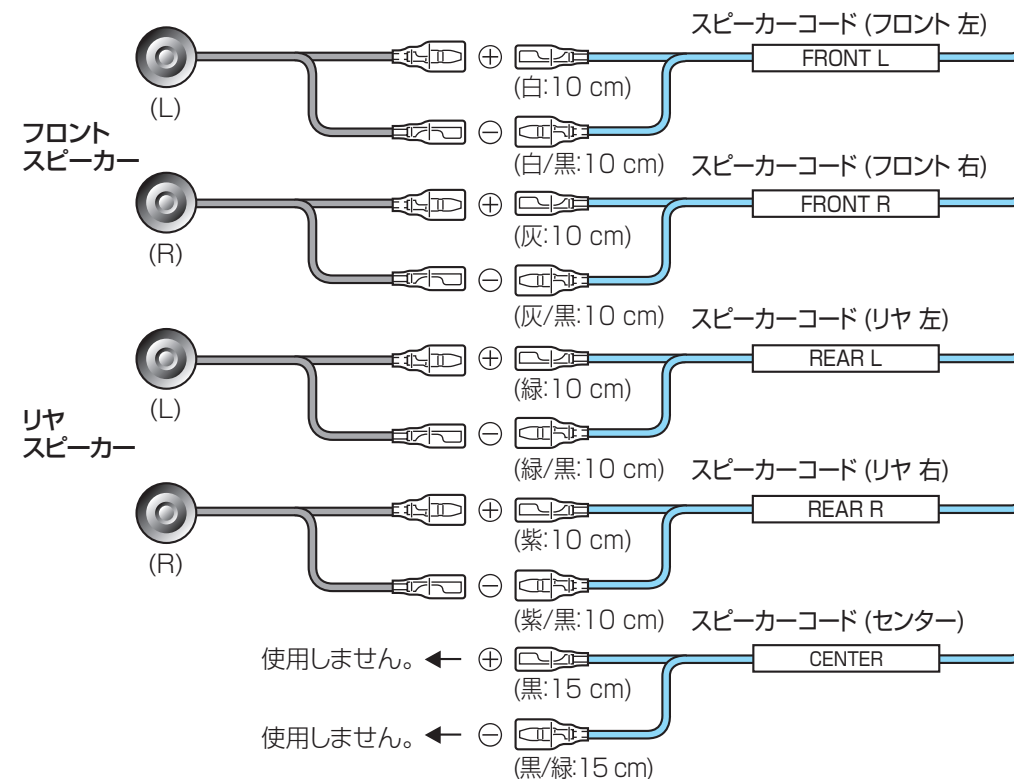 スピーカーコード (フロント 左)
FRONT L
⊕
(白:10 cm)
(L)
フロント
スピーカー
⊖
(白/黒:10 cm)
スピーカーコード (フロント 右)
FRONT R
⊕
(灰:10 cm)
(R)
⊖
(灰/黒:10 cm)
スピーカーコード (リヤ 左)
REAR L
⊕
(緑:10 cm)
(L)
リヤ
スピーカー
⊖
(緑/黒:10 cm)
スピーカーコード (リヤ 右)
REAR R
⊕
(紫:10 cm)
(R)
⊖
(紫/黒:10 cm)
スピーカーコード (センター)
CENTER
使用しません。 ⊕
(黒:15 cm)
使用しません。 ⊖
(黒/緑:15 cm)